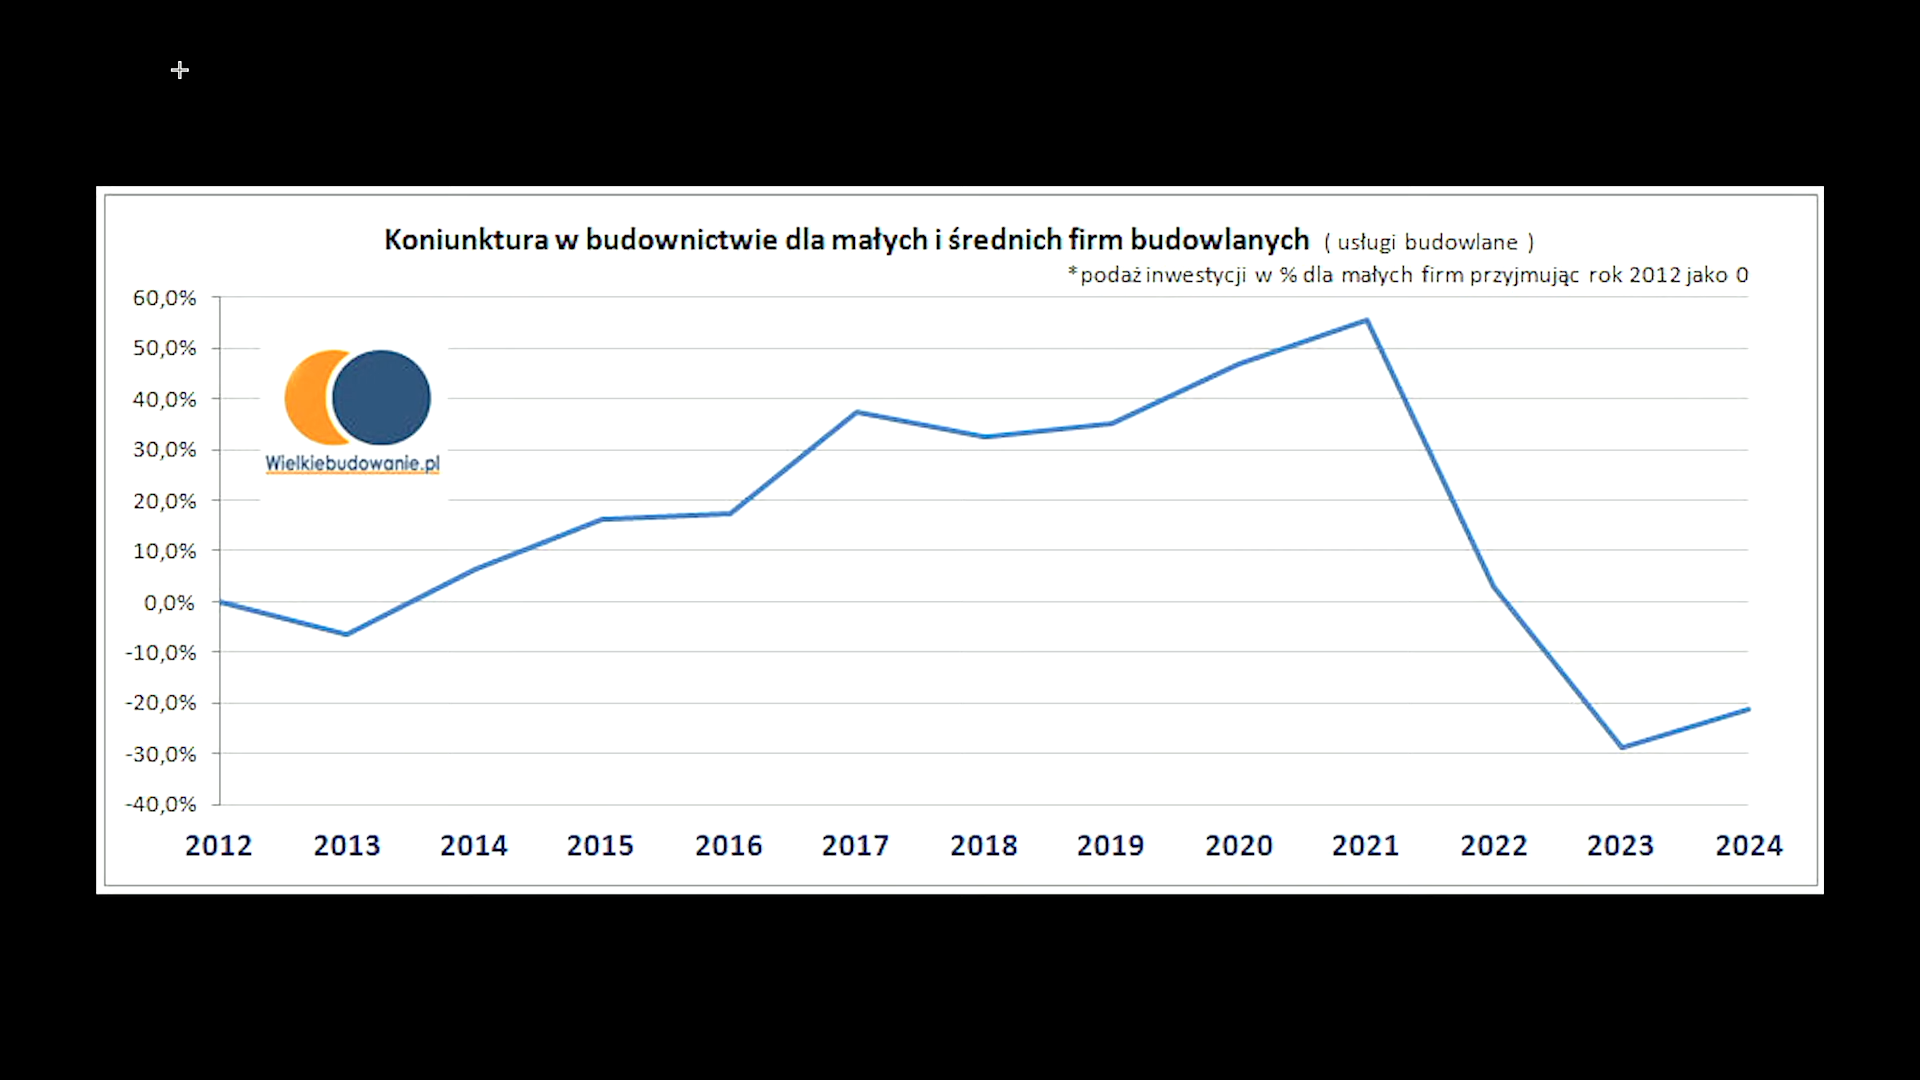 Koniunktura w budownictwie dla małych i średnich firm budowlanych ( usługi budowlane )
*podaż inwestycji w % dla małych firm przyjmując rok 2012 jako 0
60,0%
50,0%
40,0%
30,0%
20,0%
10,0%
0,0%
-10,0%
-20,0%
-30,0%
-40,0%
Wielkiebudowanie.pl
2012 2013 2014 2015 2016 2017 2018 2019 2020 2021 2022 2023 2024